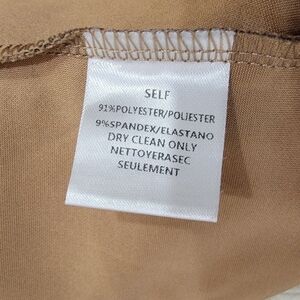 SELF
91%POLYESTER/POLIESTER
9%SPANDEX/ELASTANO
DRY CLEAN ONLY
NETTOYERASEC
SEULEMENT